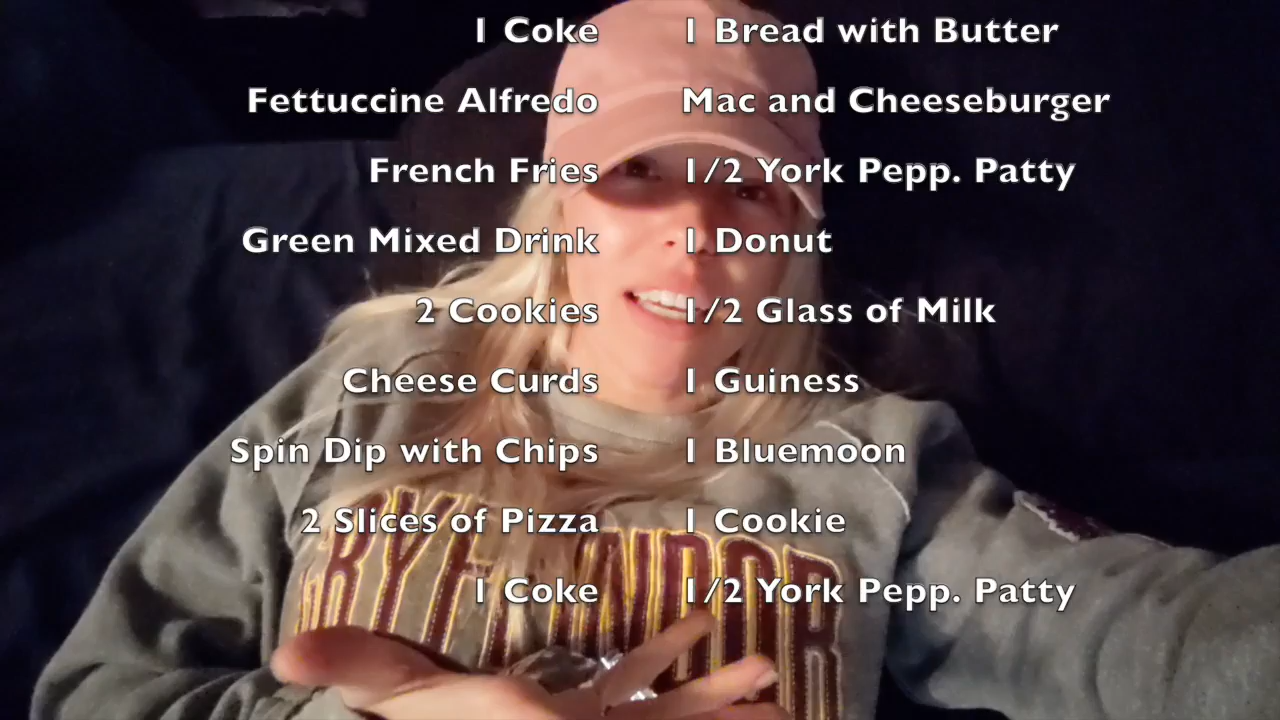 1 Coke
Fettuccine Alfredo
French Fries
Green Mixed Drink
2 Cookies
Cheese Curds
Spin Dip with Chips
2 Slices of Pizza
1 Coke
1 Bread with Butter
Mac and Cheeseburger
1/2 York Pepp. Patty
1 Donut
1/2 Glass of Milk
1 Guiness
1 Bluemoon
1 Cookie
1/2 York Pepp. Patty
GRYFFINDOR